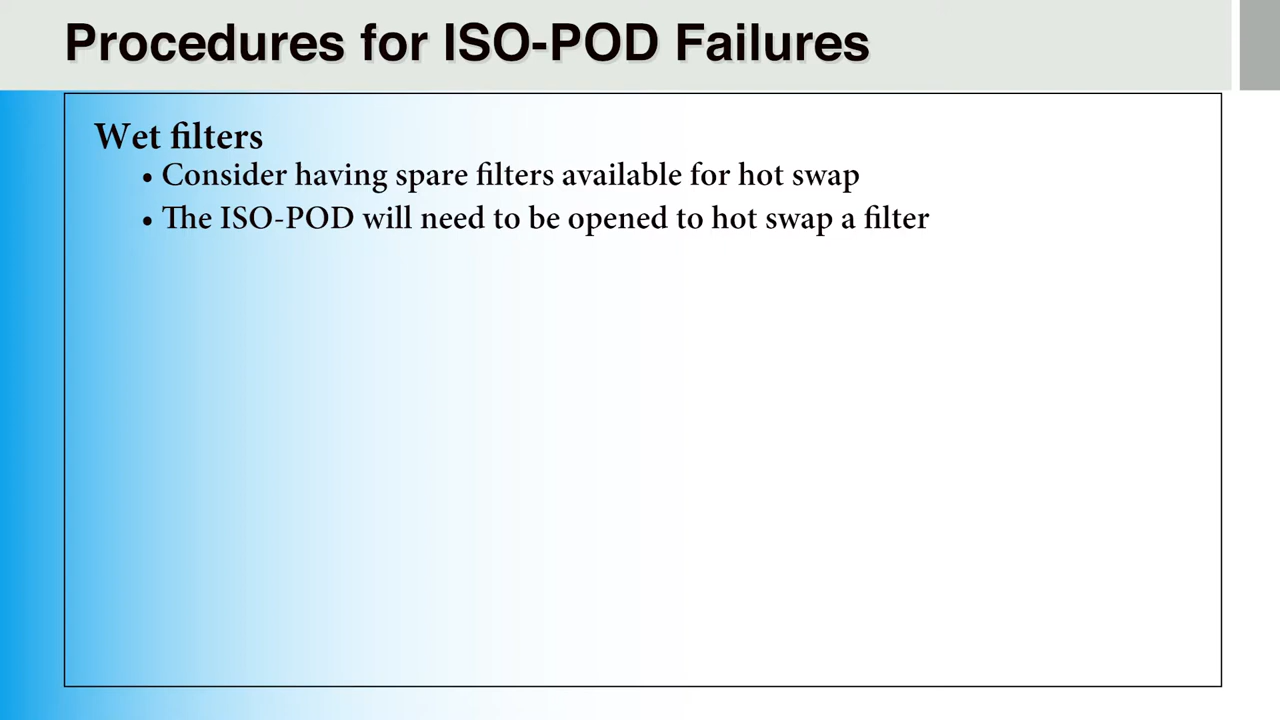 Procedures for ISO-POD Failures
Wet filters
• Consider having spare filters available for hot swap
• The ISO-POD will need to be opened to hot swap a filter